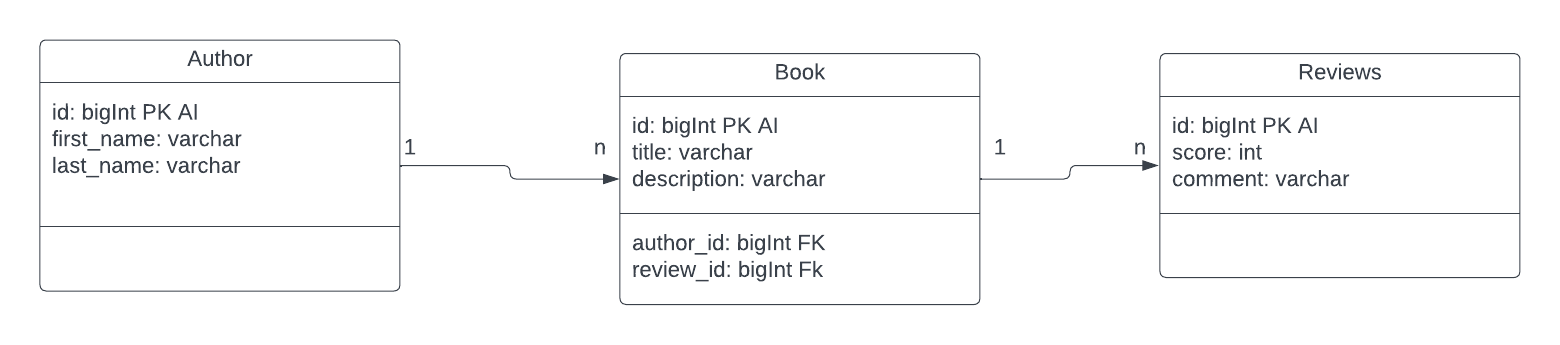 Author
id: bigInt PK AI
first_name: varchar
last_name: varchar
1
n
Book
id: bigInt PK AI
title: varchar
description: varchar
author_id: bigInt FK
review_id: bigInt Fk
1
n
Reviews
id: bigInt PK AI
score: int
comment: varchar